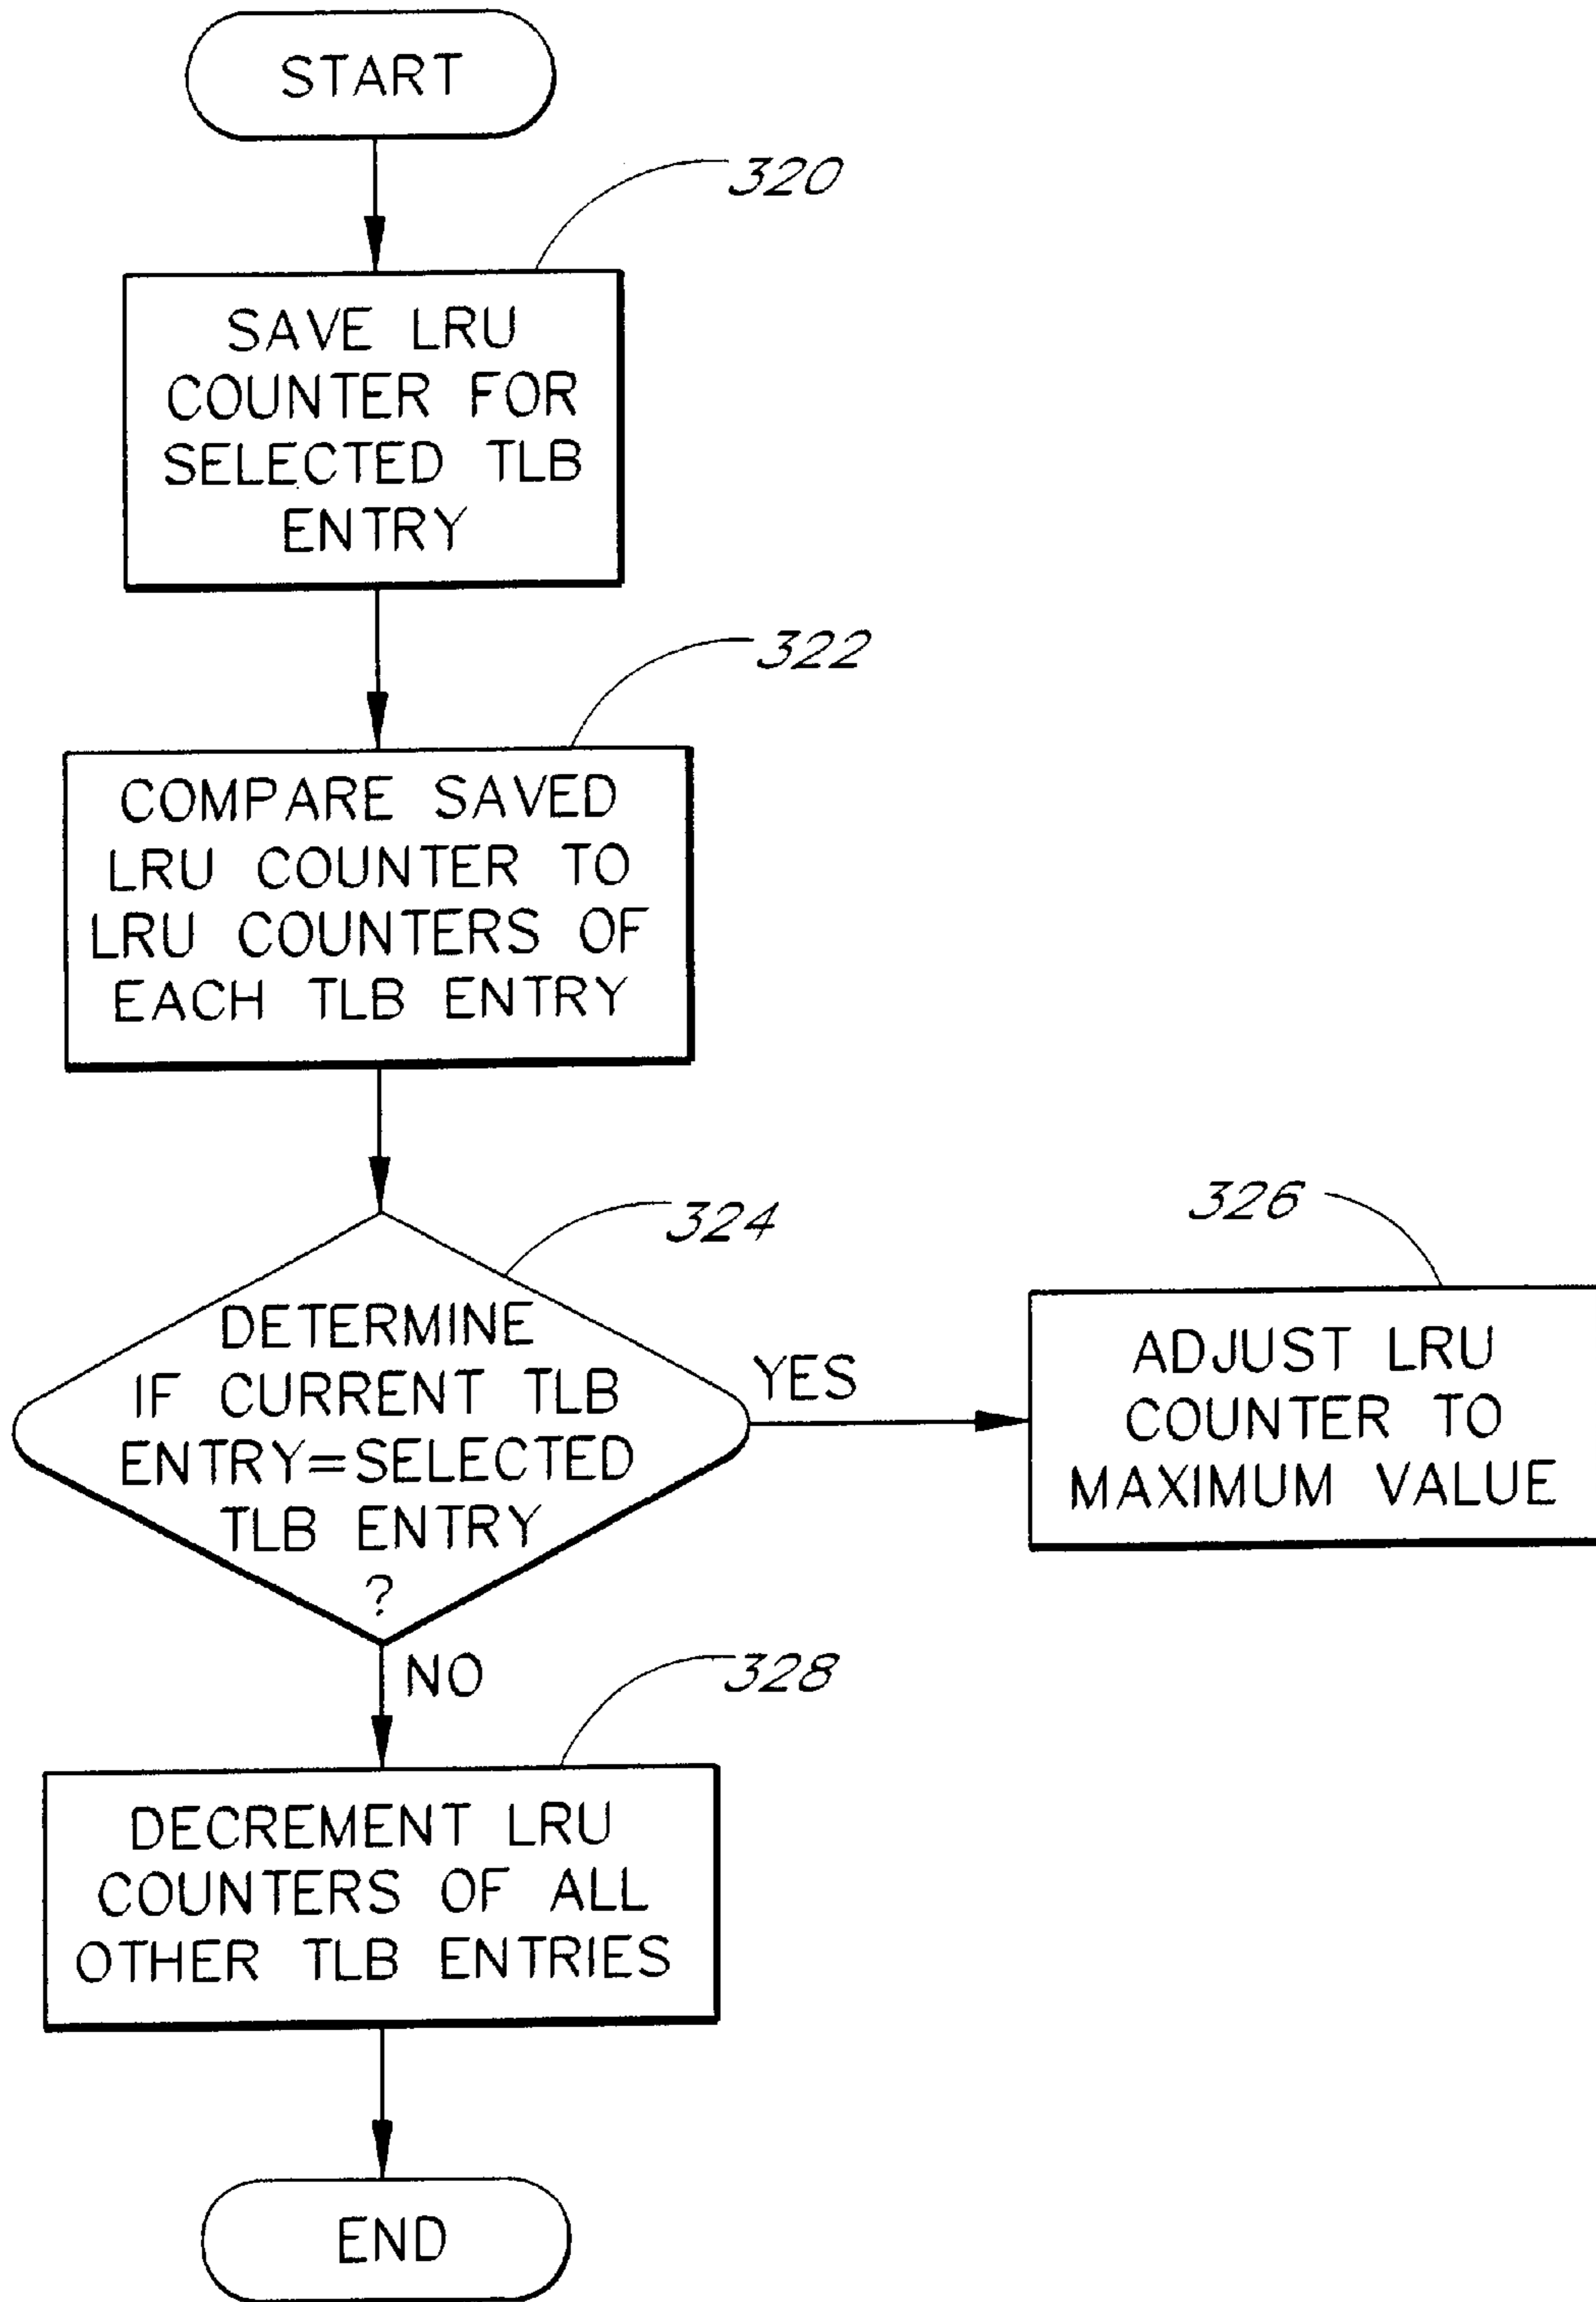 START
320
SAVE LRU
COUNTER FOR
SELECTED TLB
ENTRY
322
COMPARE SAVED
LRU COUNTER TO
LRU COUNTERS OF
EACH TLB ENTRY
324
DETERMINE
IF CURRENT TLB
ENTRY=SELECTED
TLB ENTRY
?
YES
326
ADJUST LRU
COUNTER TO
MAXIMUM VALUE
NO
328
DECREMENT LRU
COUNTERS OF ALL
OTHER TLB ENTRIES
END